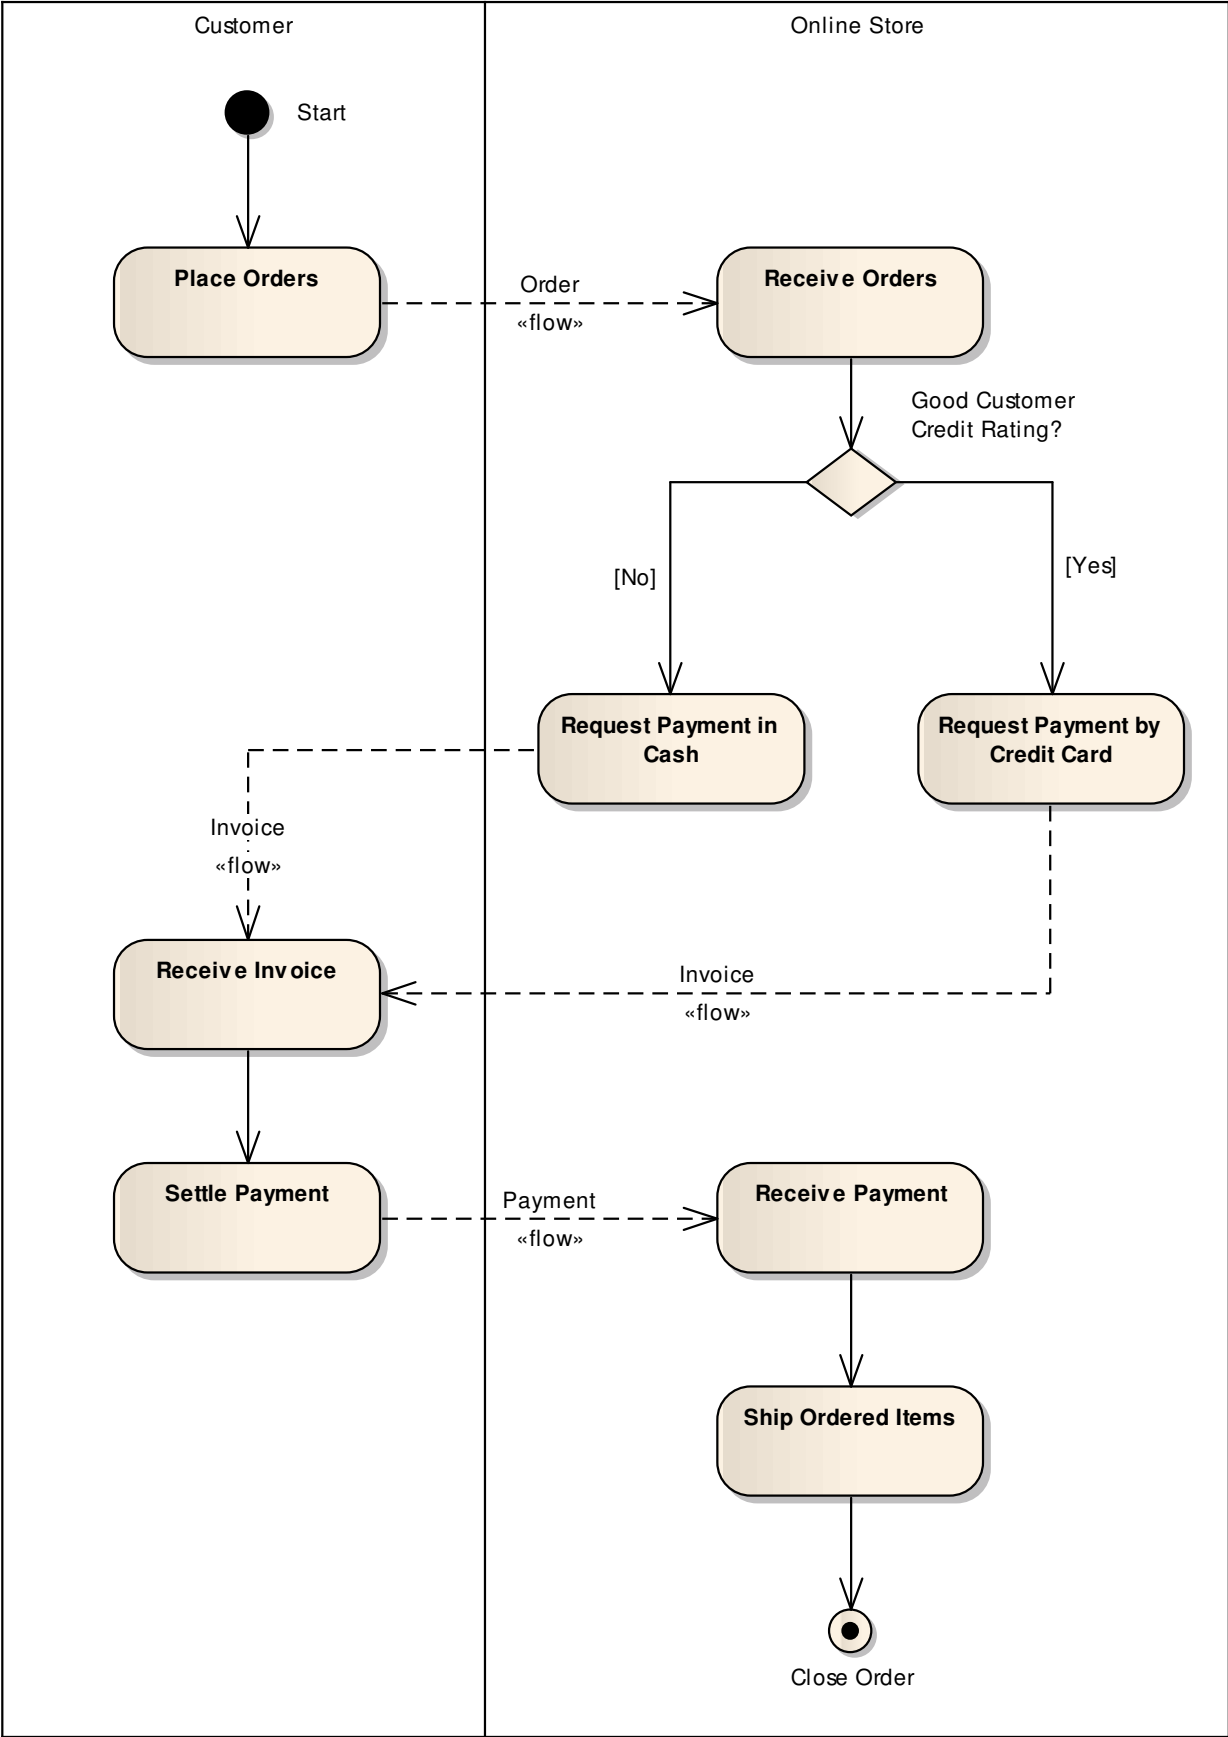 Customer
Online Store
Start
Place Orders
Order
«flow»
Receive Orders
Good Customer
Credit Rating?
[No]
[Yes]
Request Payment in
Cash
Request Payment by
Credit Card
Invoice
«flow»
Receive Invoice
Invoice
«flow»
Settle Payment
Payment
«flow»
Receive Payment
Ship Ordered Items
Close Order